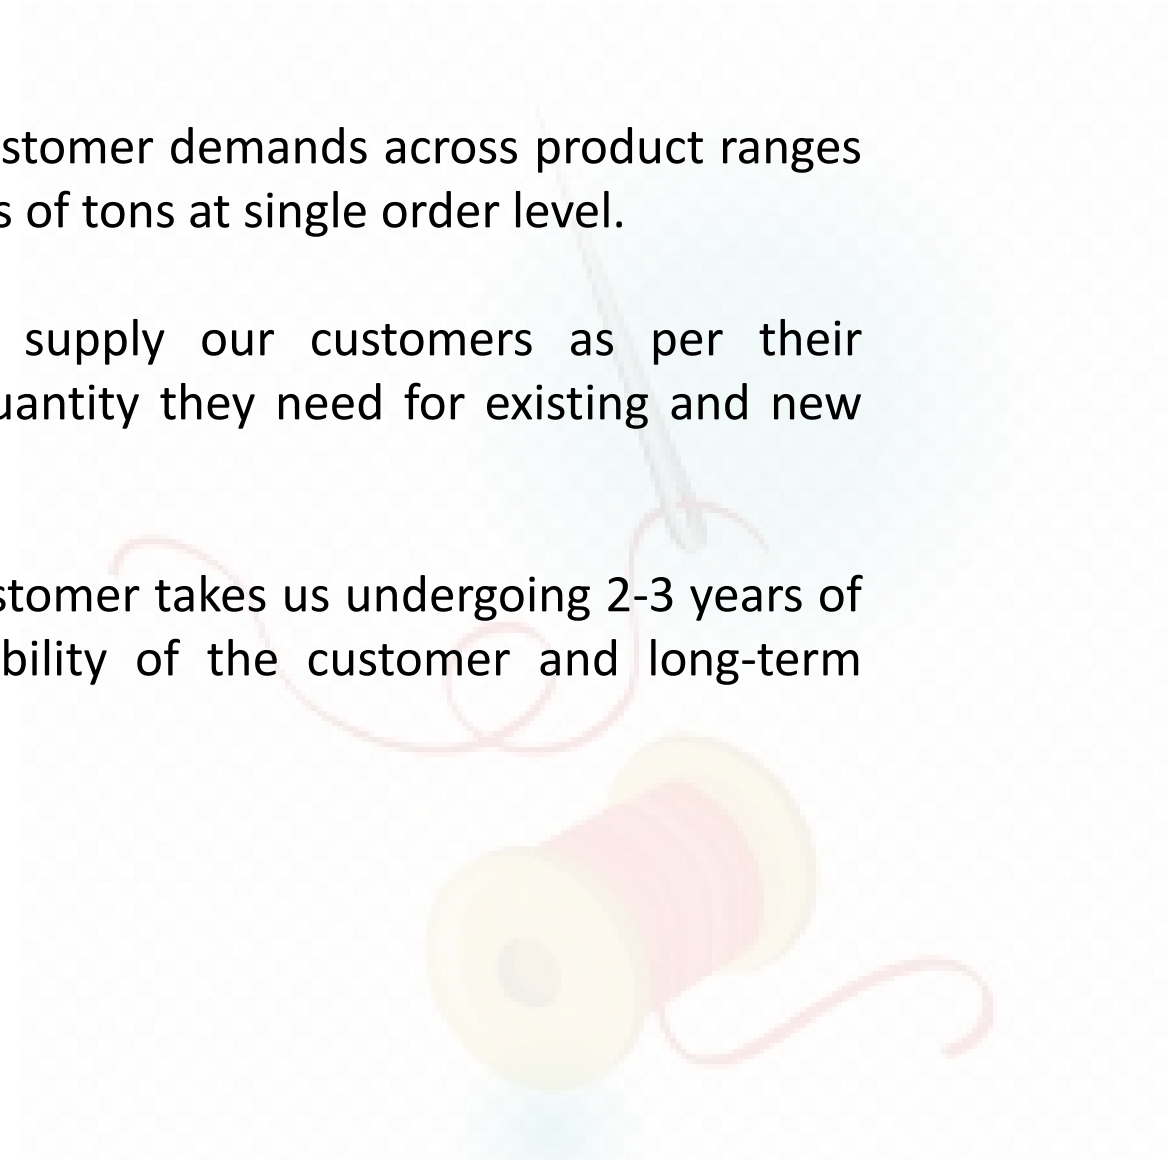 stomer demands across product ranges
s of tons at single order level.
supply our customers as per their
uantity they need for existing and new
stomer takes us undergoing 2-3 years of
bility of the customer and long-term